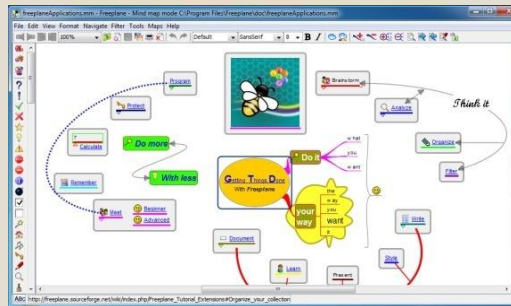 freeplaneApplications.mm - Freeplane - Mind map mode C:\Program Files\Freeplane\doc\freeplaneApplications.mm
File Edit View Format Navigate Filter Tools Maps Help
100%
Default
SansSerif
B I
Program
Protect
Calculate
Do more
With less
Remember
Meet
Beginner
Advanced
Brainstorm
Analyze
Think it
Organize
Filter
Do it
what
you
want
Getting Things Done
With Freeplane
your
way
the
way
you
want
it
Document
Learn
Present
Write
Style
ABC http://freeplane.sourceforge.net/wiki/index.php/Freeplane_Tutorial_Extensions#Organize_your_collection